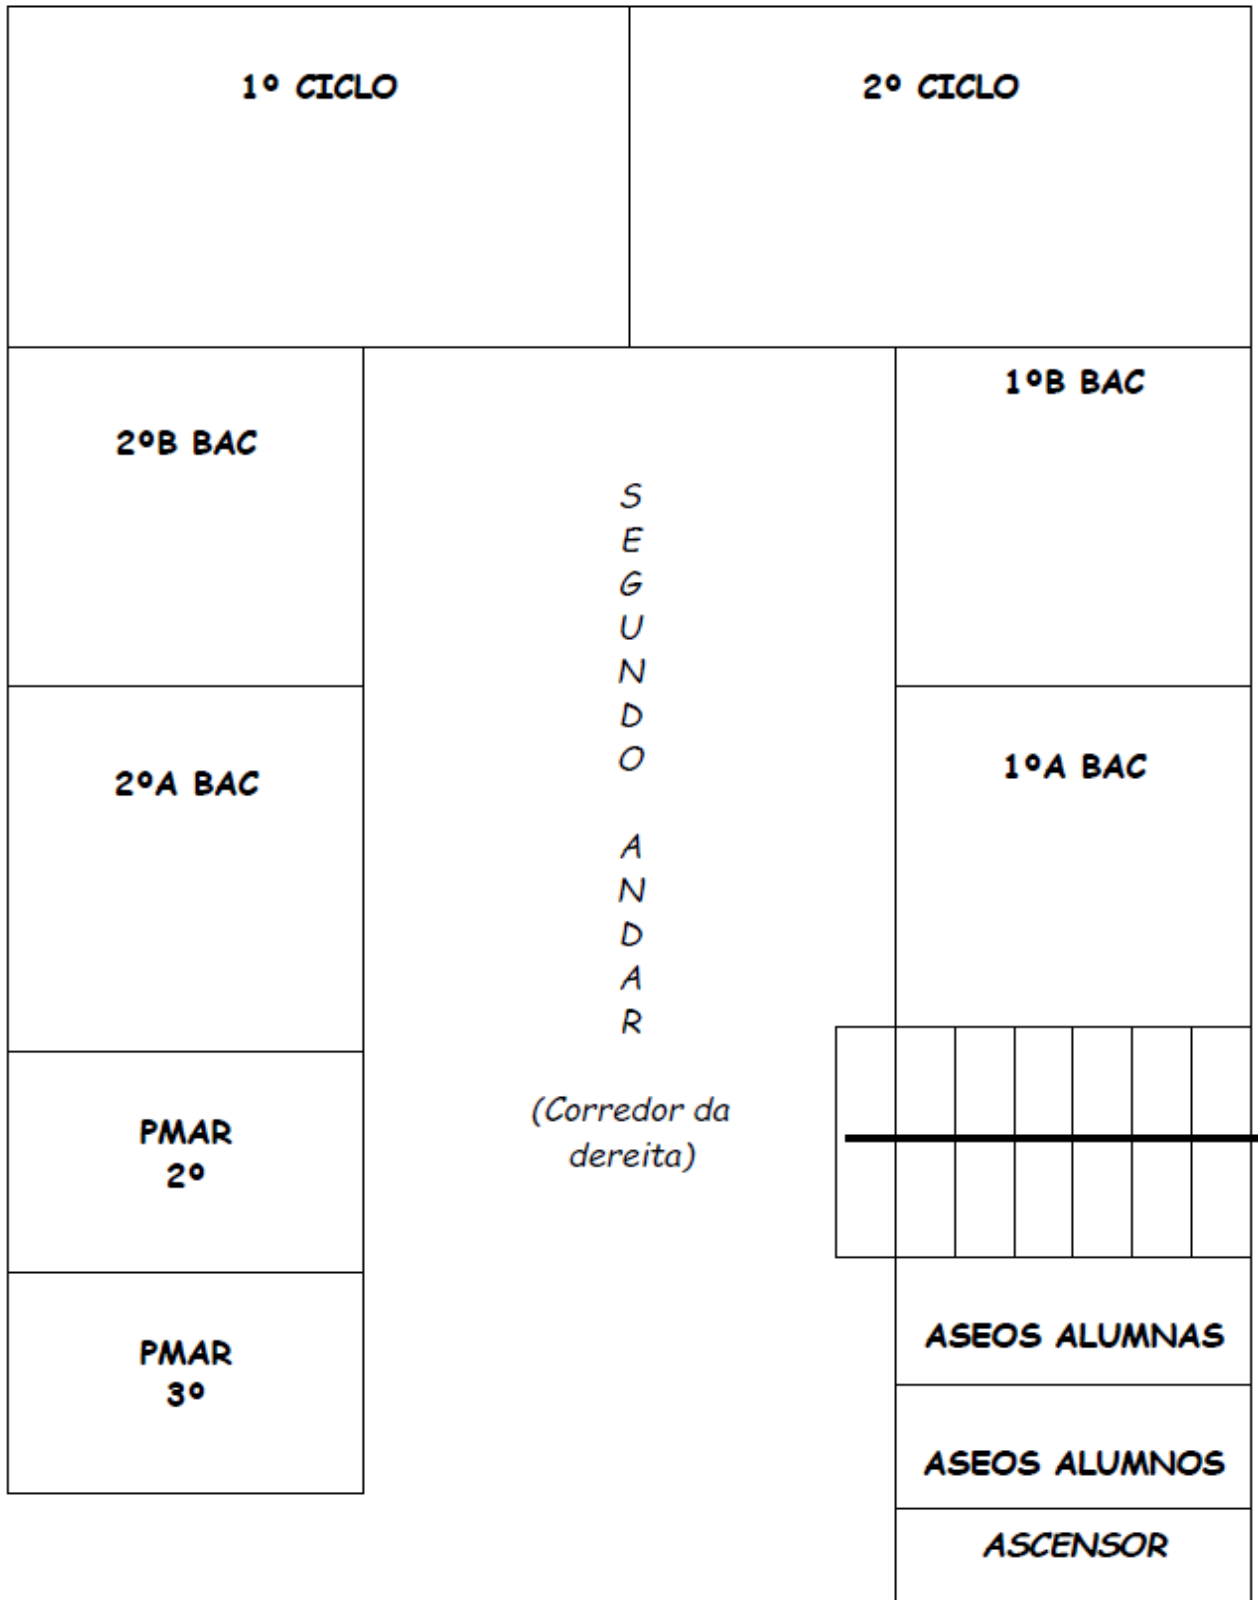 1º CICLO
2º CICLO
2ºB BAC
1ºB BAC
S
E
G
U
N
D
O
A
N
D
A
R
(Corredor da
dereita)
2ºA BAC
1ºA BAC
PMAR
2º
PMAR
3º
ASEOS ALUMNAS
ASEOS ALUMNOS
ASCENSOR